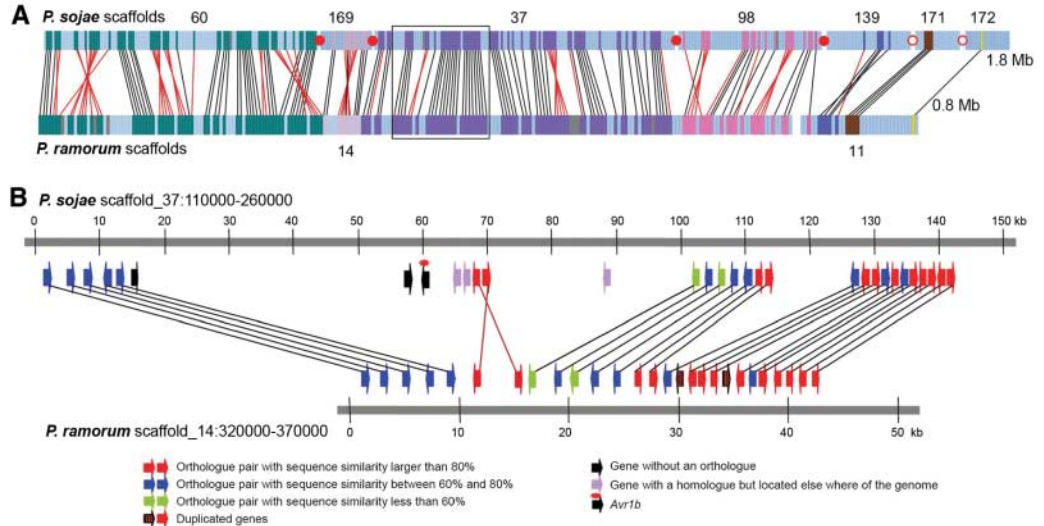 A
P. sojae scaffolds 60 169 37 98 139 171 172
1.8 Mb
0.8 Mb
P. ramorum scaffolds 14 11
B P. sojae scaffold_37:110000-260000
0 10 20 30 40 50 60 70 80 90 100 110 120 130 140 150 kb
P. ramorum scaffold_14:320000-370000
0 10 20 30 40 50 kb
Orthologue pair with sequence similarity larger than 80%
Orthologue pair with sequence similarity between 60% and 80%
Orthologue pair with sequence similarity less than 60%
Duplicated genes
Gene without an orthologue
Gene with a homologue but located else where of the genome
Avr1b